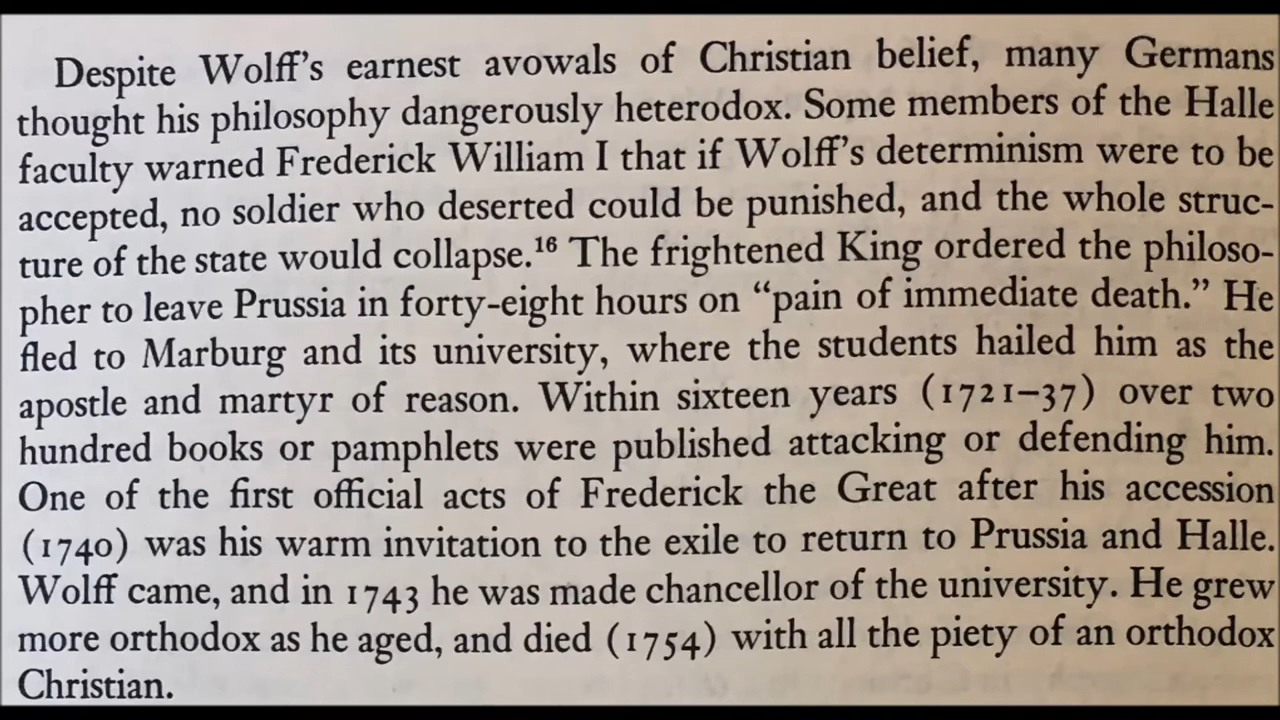 Despite Wolff's earnest avowals of Christian belief, many Germans
thought his philosophy dangerously heterodox. Some members of the Halle
faculty warned Frederick William I that if Wolff's determinism were to be
accepted, no soldier who deserted could be punished, and the whole struc-
ture of the state would collapse.¹⁶ The frightened King ordered the philoso-
pher to leave Prussia in forty-eight hours on “pain of immediate death.” He
fled to Marburg and its university, where the students hailed him as the
apostle and martyr of reason. Within sixteen years (1721–37) over two
hundred books or pamphlets were published attacking or defending him.
One of the first official acts of Frederick the Great after his accession
(1740) was his warm invitation to the exile to return to Prussia and Halle.
Wolff came, and in 1743 he was made chancellor of the university. He grew
more orthodox as he aged, and died (1754) with all the piety of an orthodox
Christian.